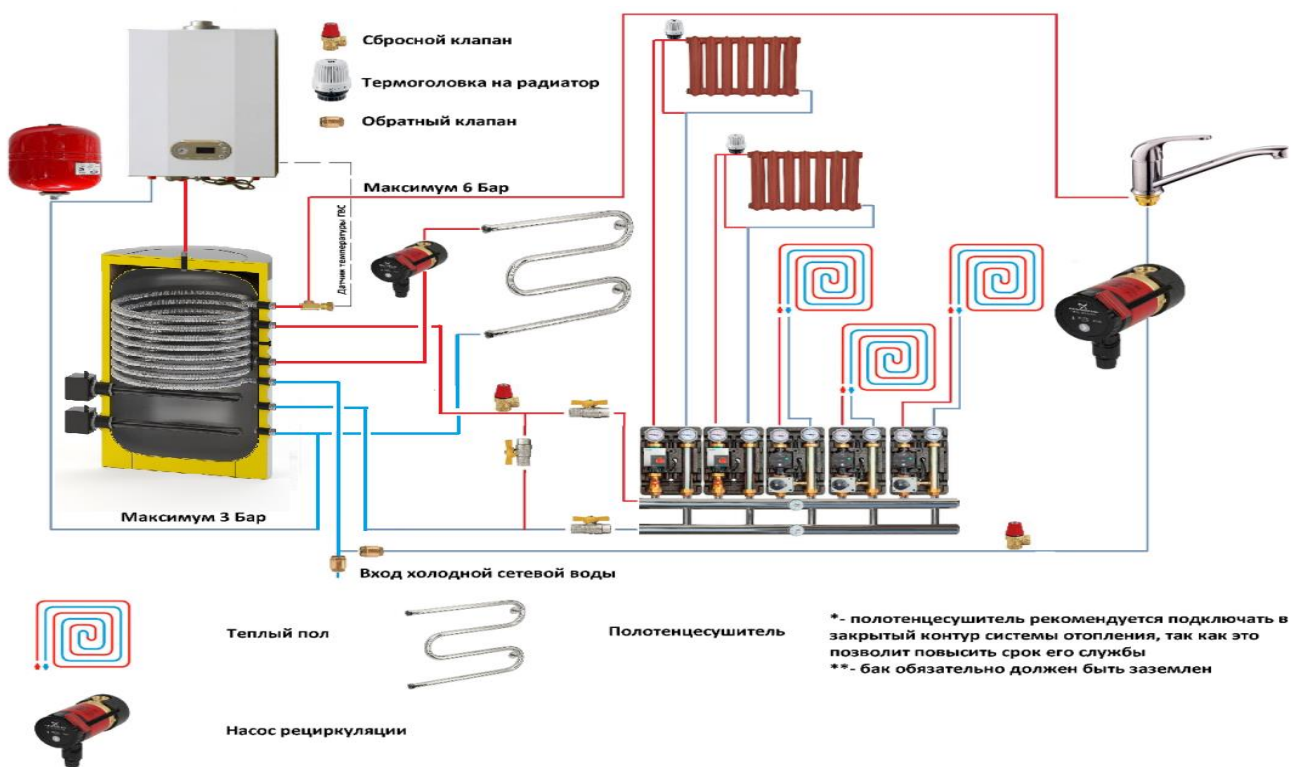 Сбросной клапан
Термоголовка на радиатор
Обратный клапан
Максимум 6 Бар
Датчик температуры ГВС
Максимум 3 Бар
Вход холодной сетевой воды
Теплый пол
Полотенцесушитель
*- полотенцесушитель рекомендуется подключать в
закрытый контур системы отопления, так как это
позволит повысить срок его службы
**- бак обязательно должен быть заземлен
Насос рециркуляции